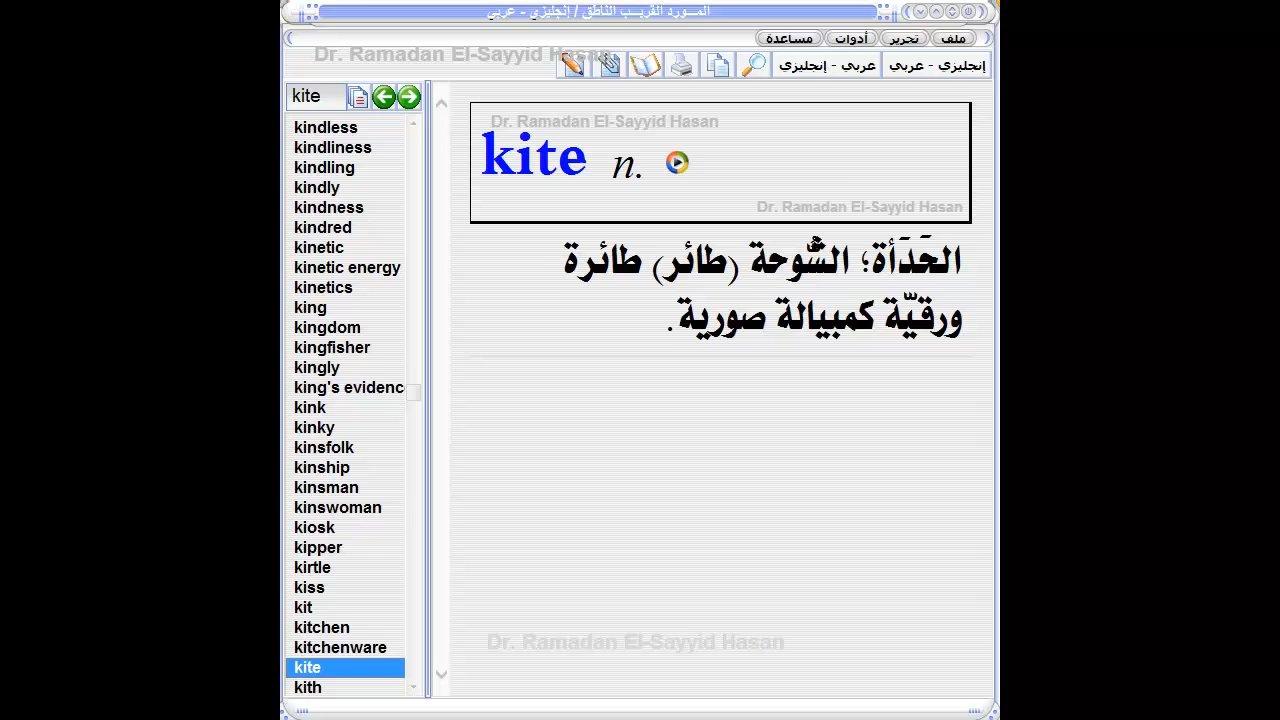 المــورد القريــب الناطق / إنجليزي - عربي
ملف تحرير أدوات مساعدة
Dr. Ramadan El-Sayyid Hasan
إنجليزي - عربي عربي - إنجليزي
kite
kindless
kindliness
kindling
kindly
kindness
kindred
kinetic
kinetic energy
kinetics
king
kingdom
kingfisher
kingly
king's evidenc
kink
kinky
kinsfolk
kinship
kinsman
kinswoman
kiosk
kipper
kirtle
kiss
kit
kitchen
kitchenware
kite
kith
Dr. Ramadan El-Sayyid Hasan
kite n.
Dr. Ramadan El-Sayyid Hasan
الحَدَأة؛ الشُّوحة (طائر) طائرة
ورقيّة كمبيالة صورية.
Dr. Ramadan El-Sayyid Hasan